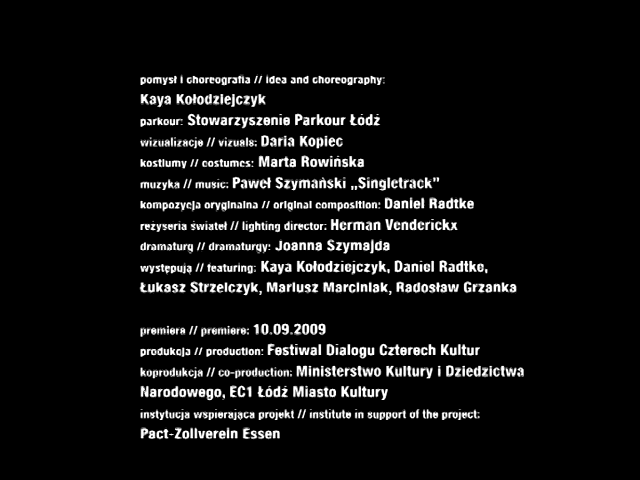 pomysł i choreografia // idea and choreography:
Kaya Kołodziejczyk
parkour: Stowarzyszenie Parkour Łódź
wizualizacje // vizuals: Daria Kopiec
kostiumy // costumes: Marta Rowińska
muzyka // music: Paweł Szymański „Singletrack”
kompozycja oryginalna // original composition: Daniel Radtke
reżyseria świateł // lighting director: Herman Venderickx
dramaturg // dramaturgy: Joanna Szymajda
występują // featuring: Kaya Kołodziejczyk, Daniel Radtke,
Łukasz Strzelczyk, Mariusz Marciniak, Radosław Grzanka
premiera // premiere: 10.09.2009
produkcja // production: Festiwal Dialogu Czterech Kultur
koprodukcja // co-production: Ministerstwo Kultury i Dziedzictwa
Narodowego, EC1 Łódź Miasto Kultury
instytucja wspierająca projekt // institute in support of the project:
Pact-Zollverein Essen